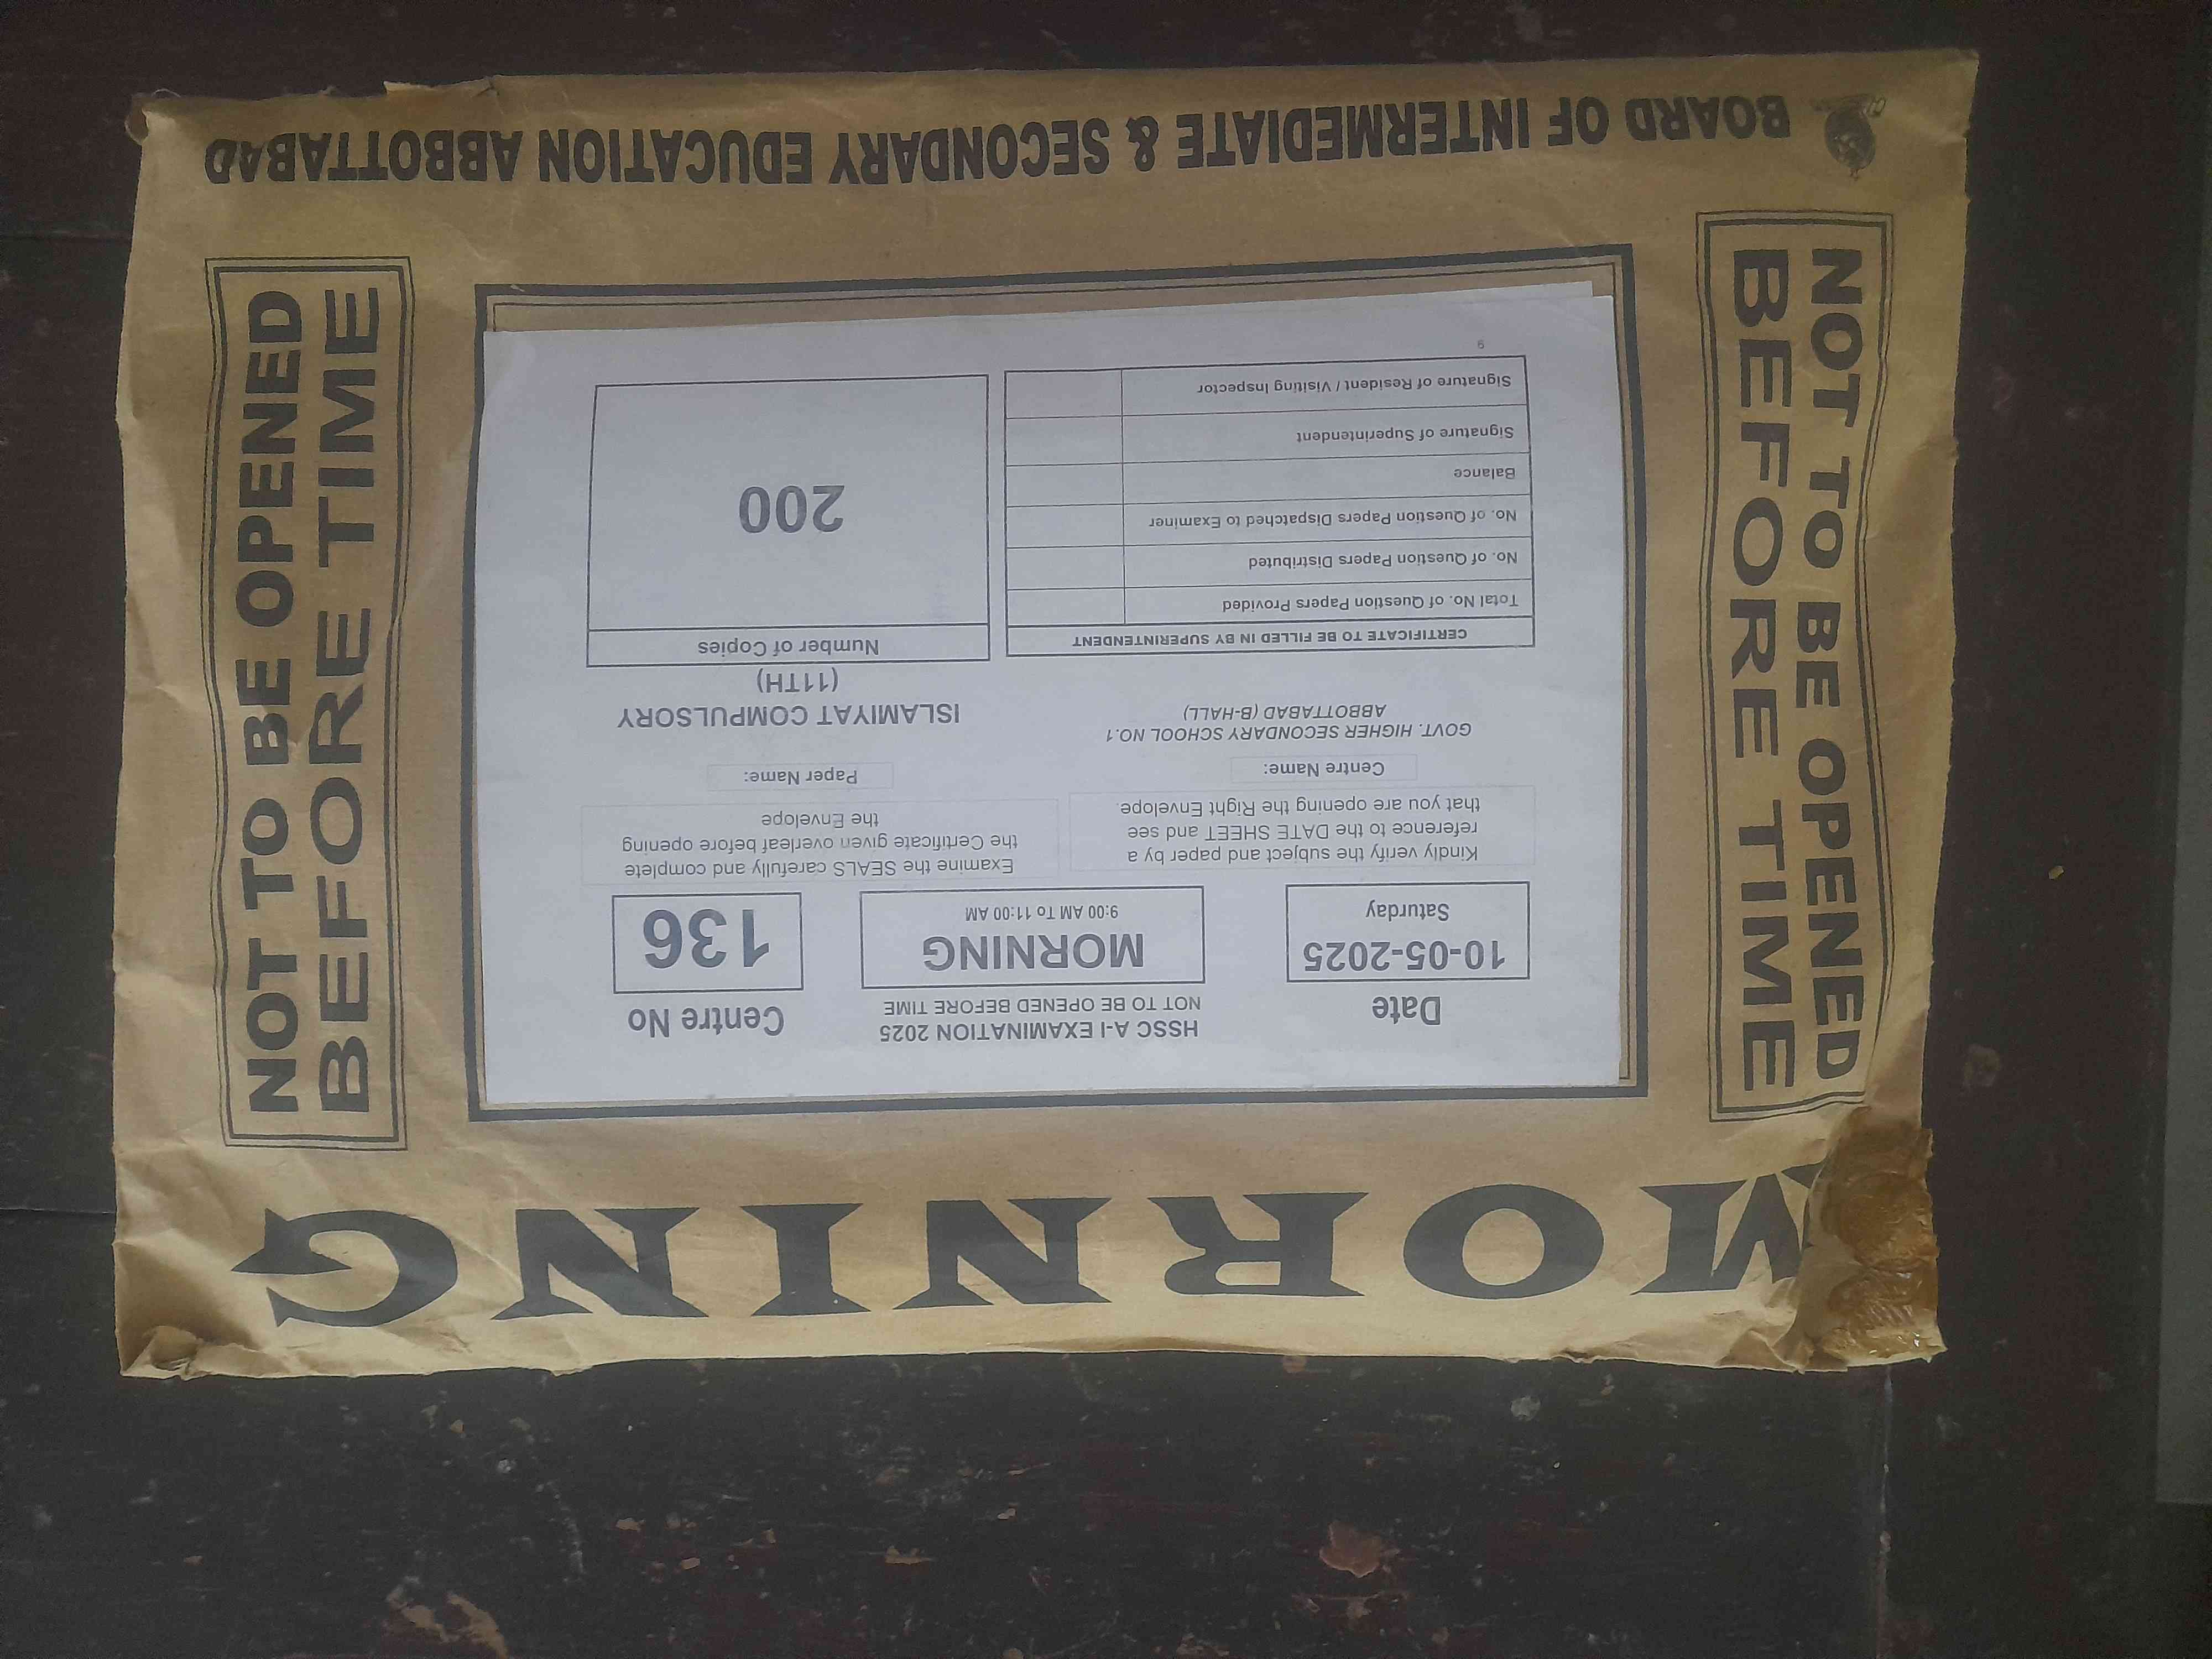 MORNING
NOT TO BE OPENED
BEFORE TIME
NOT TO BE OPENED
BEFORE TIME
Date
10-05-2025
Saturday
HSSC A-I EXAMINATION 2025
NOT TO BE OPENED BEFORE TIME
MORNING
9:00 AM To 11:00 AM
Centre No
136
Kindly verify the subject and paper by a
reference to the DATE SHEET and see
that you are opening the Right Envelope.
Examine the SEALS carefully and complete
the Certificate given overleaf before opening
the Envelope
Centre Name:
GOVT. HIGHER SECONDARY SCHOOL NO.1
ABBOTTABAD (B-HALL)
Paper Name:
ISLAMIYAT COMPULSORY
(11TH)
CERTIFICATE TO BE FILLED IN BY SUPERINTENDENT
Total No. of Question Papers Provided
No. of Question Papers Distributed
No. of Question Papers Dispatched to Examiner
Balance
Signature of Superintendent
Signature of Resident / Visiting Inspector
Number of Copies
200
9
BOARD OF INTERMEDIATE & SECONDARY EDUCATION ABBOTTABAD